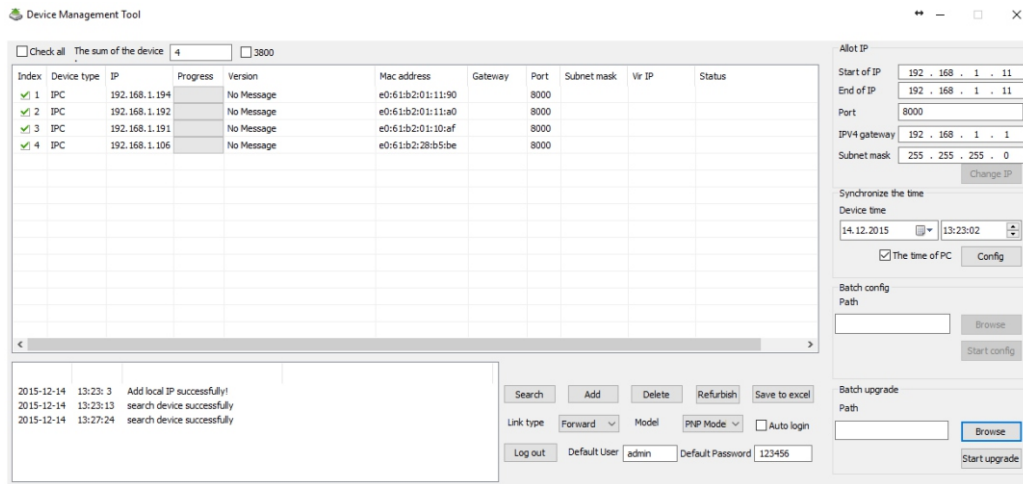 Device Management Tool
Check all The sum of the device 4 3800
Index Device type IP Progress Version Mac address Gateway Port Subnet mask Vir IP Status
1 IPC 192.168.1.194 No Message e0:61:b2:01:11:90 8000
2 IPC 192.168.1.192 No Message e0:61:b2:01:11:a0 8000
3 IPC 192.168.1.191 No Message e0:61:b2:01:10:af 8000
4 IPC 192.168.1.106 No Message e0:61:b2:28:b5:be 8000
2015-12-14 13:23: 3 Add local IP successfully!
2015-12-14 13:23:13 search device successfully
2015-12-14 13:27:24 search device successfully
Search Add Delete Refurbish Save to excel
Link type Forward Model PNP Mode Auto login
Log out Default User admin Default Password 123456
Allot IP
Start of IP 192 . 168 . 1 . 11
End of IP 192 . 168 . 1 . 11
Port 8000
IPV4 gateway 192 . 168 . 1 . 1
Subnet mask 255 . 255 . 255 . 0
Change IP
Synchronize the time
Device time
14.12.2015 13:23:02
The time of PC Config
Batch config
Path
Browse
Start config
Batch upgrade
Path
Browse
Start upgrade